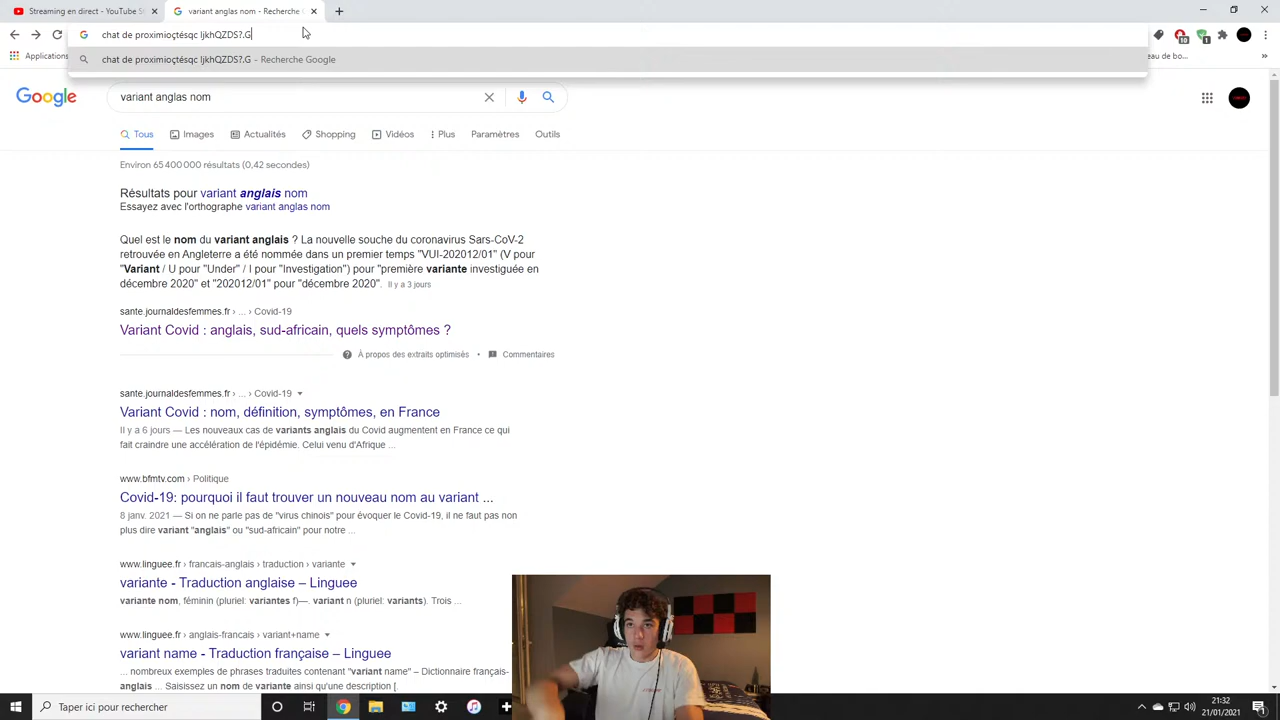 Streaming en direct - YouTube S
variant anglas nom - Recherche
chat de proximioçtésqc ljkhQZDS?.G
chat de proximioçtésqc ljkhQZDS?.G - Recherche Google
10
1
Applications
eau de bo...
Google
variant anglas nom
Tous
Images
Actualités
Shopping
Vidéos
Plus
Paramètres
Outils
Environ 65 400 000 résultats (0,42 secondes)
Résultats pour variant anglais nom
Essayez avec l'orthographe variant anglas nom
Quel est le nom du variant anglais ? La nouvelle souche du coronavirus Sars-CoV-2
retrouvée en Angleterre a été nommée dans un premier temps "VUI-202012/01" (V pour
"Variant / U pour "Under" / I pour "Investigation") pour "première variante investiguée en
décembre 2020" et "202012/01" pour "décembre 2020". Il y a 3 jours
sante.journaldesfemmes.fr › ... › Covid-19
Variant Covid : anglais, sud-africain, quels symptômes ?
À propos des extraits optimisés • Commentaires
sante.journaldesfemmes.fr › ... › Covid-19
Variant Covid : nom, définition, symptômes, en France
Il y a 6 jours — Les nouveaux cas de variants anglais du Covid augmentent en France ce qui
fait craindre une accélération de l'épidémie. Celui venu d'Afrique ...
www.bfmtv.com › Politique
Covid-19: pourquoi il faut trouver un nouveau nom au variant ...
8 janv. 2021 — Si on ne parle pas de "virus chinois" pour évoquer le Covid-19, il ne faut pas non
plus dire variant "anglais" ou "sud-africain" pour notre ...
www.linguee.fr › francais-anglais › traduction › variante
variante - Traduction anglaise – Linguee
variante nom, féminin (pluriel: variantes f)—. variant n (pluriel: variants). Trois ...
www.linguee.fr › anglais-francais › variant+name
variant name - Traduction française – Linguee
... nombreux exemples de phrases traduites contenant "variant name" – Dictionnaire français-
anglais ... Saisissez un nom de variante ainsi qu'une description [.
Taper ici pour rechercher
21:32
21/01/2021
1